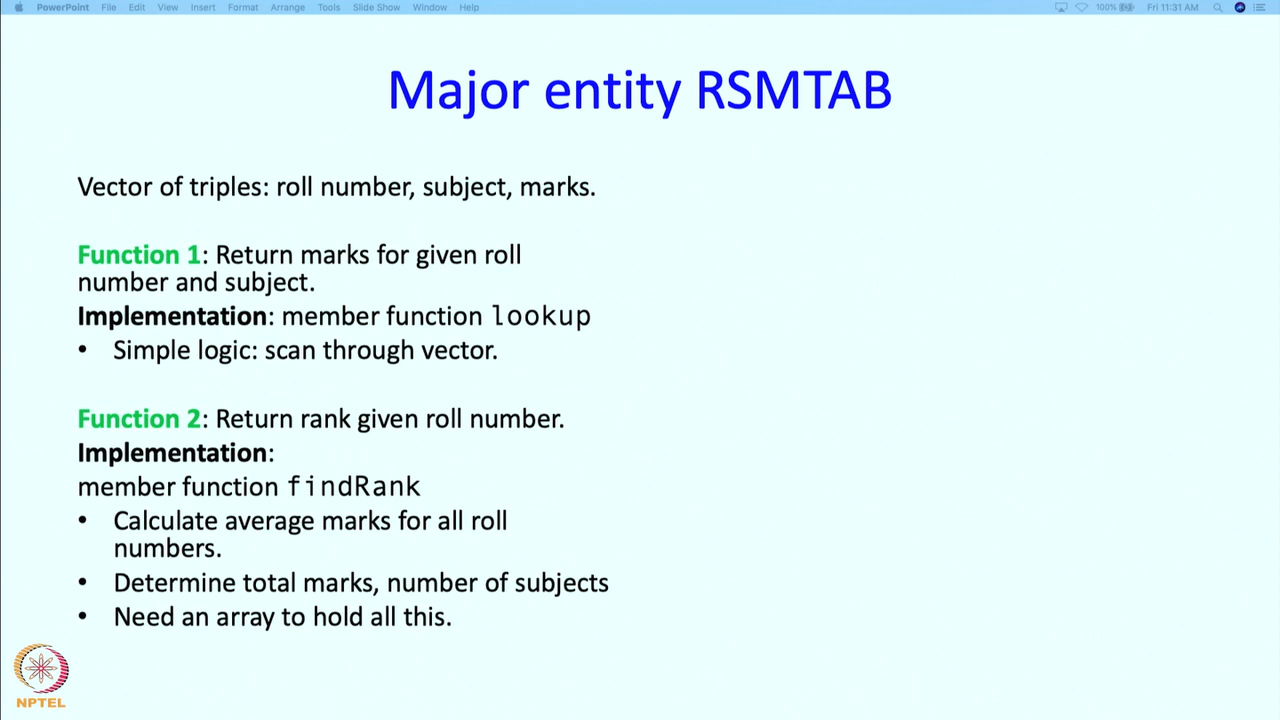 PowerPoint File Edit View Insert Format Arrange Tools Slide Show Window Help 100% Fri 11:31 AM
Major entity RSMTAB
Vector of triples: roll number, subject, marks.
Function 1: Return marks for given roll
number and subject.
Implementation: member function lookup
• Simple logic: scan through vector.
Function 2: Return rank given roll number.
Implementation:
member function findRank
• Calculate average marks for all roll
numbers.
• Determine total marks, number of subjects
• Need an array to hold all this.
NPTEL